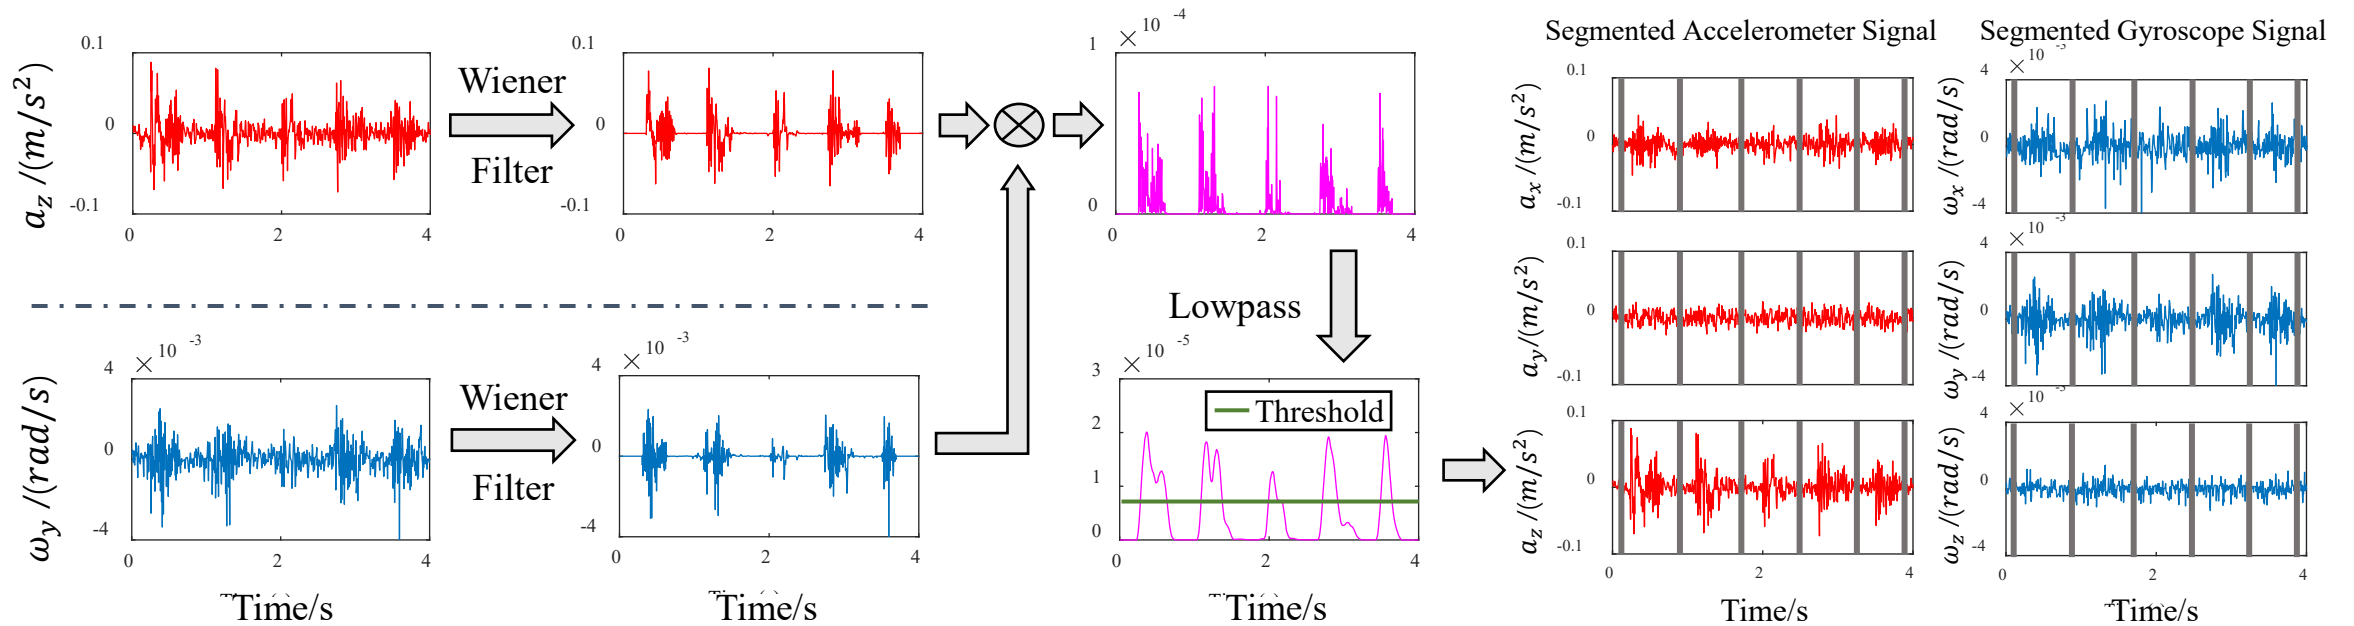 a_z /(m/s²)
0.1
0
-0.1
0 2 4
Wiener
Filter
0.1
0
-0.1
0 2 4
× 10 -4
1
0
0 2 4
ω_y /(rad/s)
× 10 -3
4
0
-4
0 2 4
Time/s
Wiener
Filter
× 10 -3
4
0
-4
0 2 4
Time/s
Lowpass
× 10 -5
3
2
1
0
Threshold
0 2 4
Time/s
Segmented Accelerometer Signal
a_x /(m/s²)
0.1
0
-0.1
a_y /(m/s²)
0.1
0
-0.1
a_z /(m/s²)
0.1
0
-0.1
0 2 4
Time/s
Segmented Gyroscope Signal
× 10 -3
ω_x /(rad/s)
4
0
-4
× 10 -3
ω_y /(rad/s)
4
0
-4
× 10 -3
ω_z /(rad/s)
4
0
-4
0 2 4
Time/s